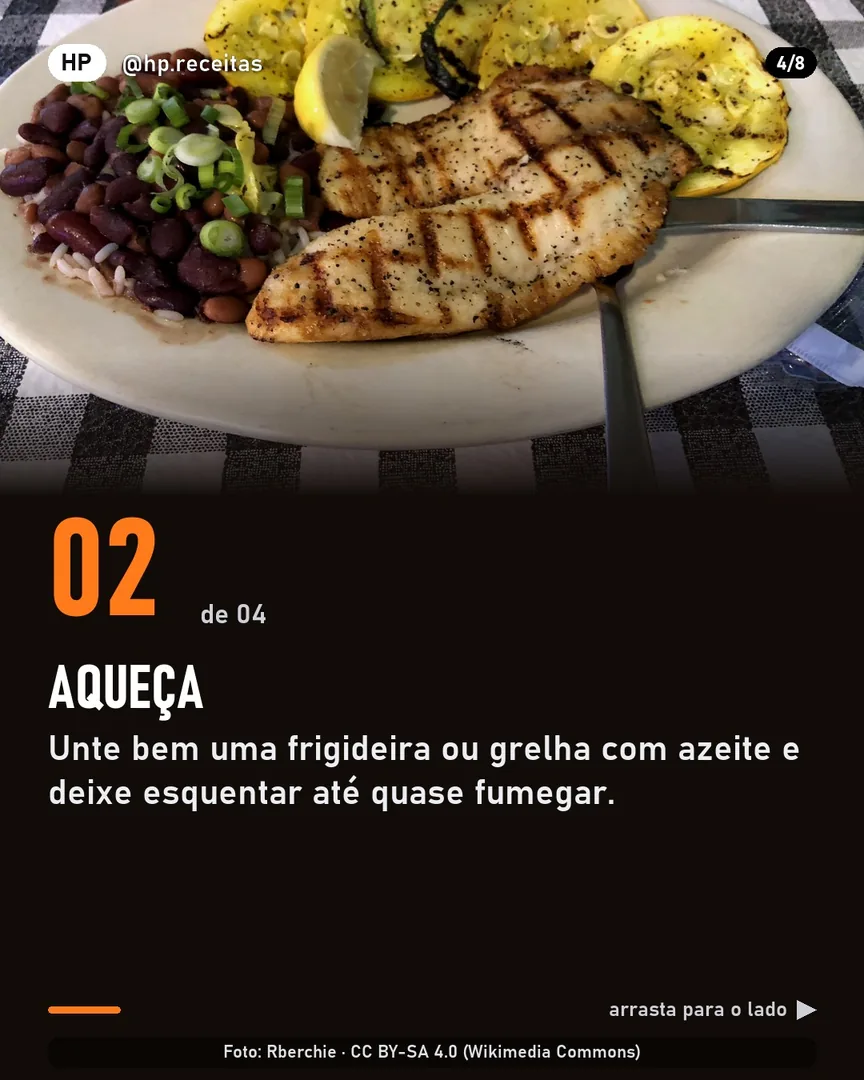 HP @hp.receitas 4/8
02 de 04
AQUEÇA
Unte bem uma frigideira ou grelha com azeite e
deixe esquentar até quase fumegar.
arrasta para o lado ▶
Foto: Rberchie · CC BY-SA 4.0 (Wikimedia Commons)